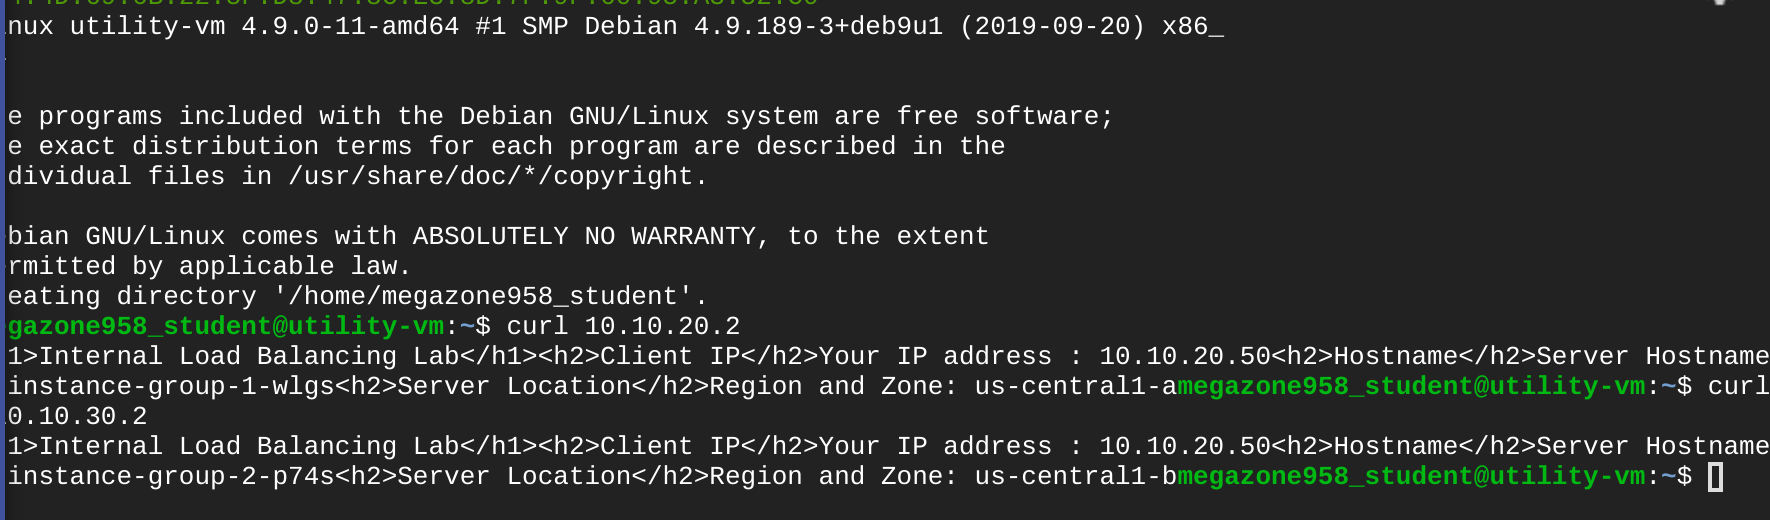 nux utility-vm 4.9.0-11-amd64 #1 SMP Debian 4.9.189-3+deb9u1 (2019-09-20) x86_
e programs included with the Debian GNU/Linux system are free software;
e exact distribution terms for each program are described in the
dividual files in /usr/share/doc/*/copyright.
bian GNU/Linux comes with ABSOLUTELY NO WARRANTY, to the extent
rmitted by applicable law.
eating directory '/home/megazone958_student'.
gazone958_student@utility-vm:~$ curl 10.10.20.2
1>Internal Load Balancing Lab</h1><h2>Client IP</h2>Your IP address : 10.10.20.50<h2>Hostname</h2>Server Hostname
instance-group-1-wlgs<h2>Server Location</h2>Region and Zone: us-central1-amegazone958_student@utility-vm:~$ curl
0.10.30.2
1>Internal Load Balancing Lab</h1><h2>Client IP</h2>Your IP address : 10.10.20.50<h2>Hostname</h2>Server Hostname
instance-group-2-p74s<h2>Server Location</h2>Region and Zone: us-central1-bmegazone958_student@utility-vm:~$